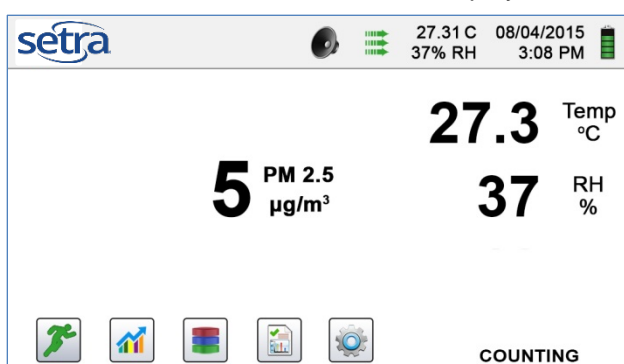 setra
27.31 C 08/04/2015
37% RH 3:08 PM
27.3 Temp
ºC
5 PM 2.5
µg/m³
37 RH
%
COUNTING